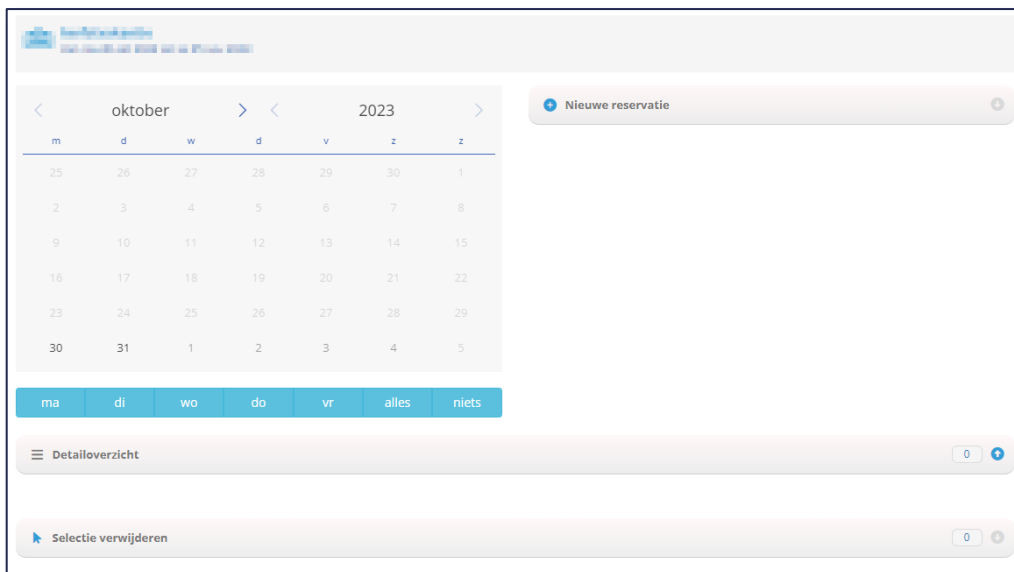 oktober 2023
m d w d v z z
25 26 27 28 29 30 1
2 3 4 5 6 7 8
9 10 11 12 13 14 15
16 17 18 19 20 21 22
23 24 25 26 27 28 29
30 31 1 2 3 4 5
ma di wo do vr alles niets
Nieuwe reservatie
Detailoverzicht 0
Selectie verwijderen 0